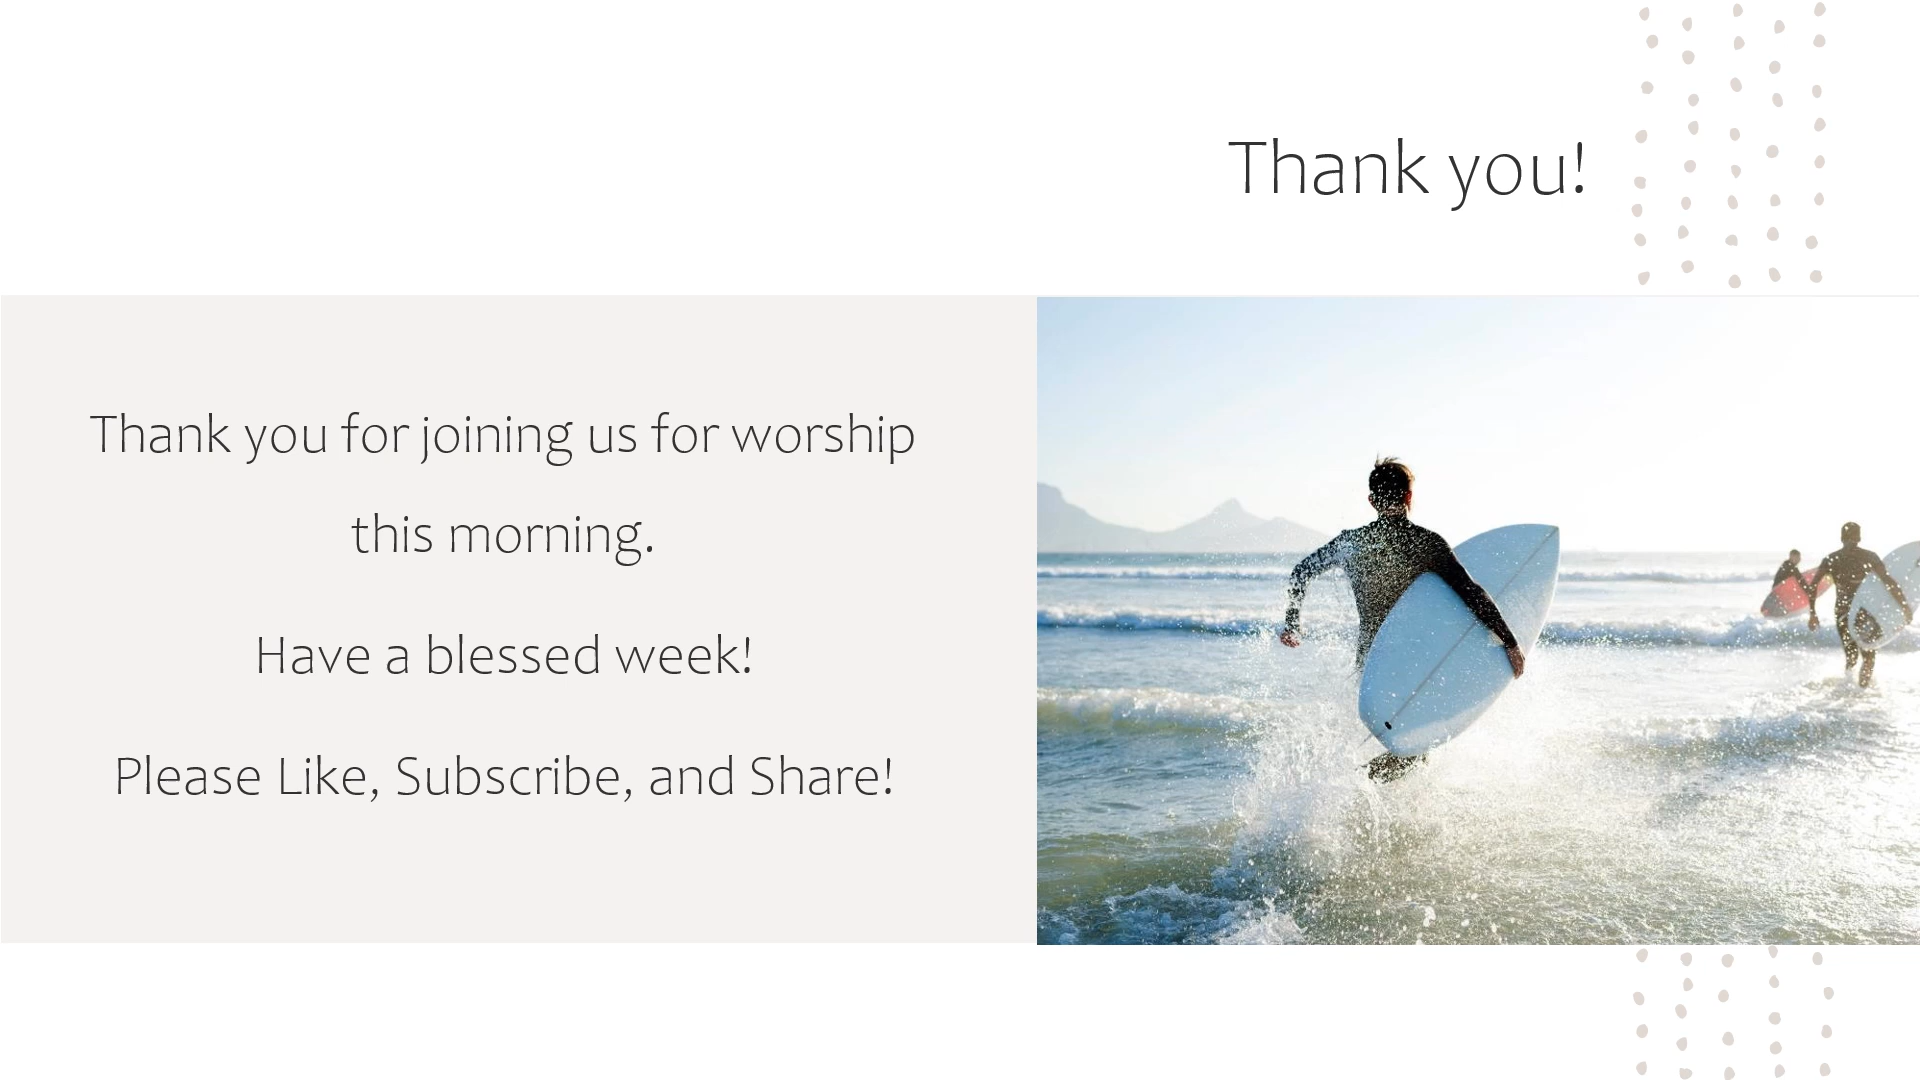 Thank you!
Thank you for joining us for worship
this morning.
Have a blessed week!
Please Like, Subscribe, and Share!